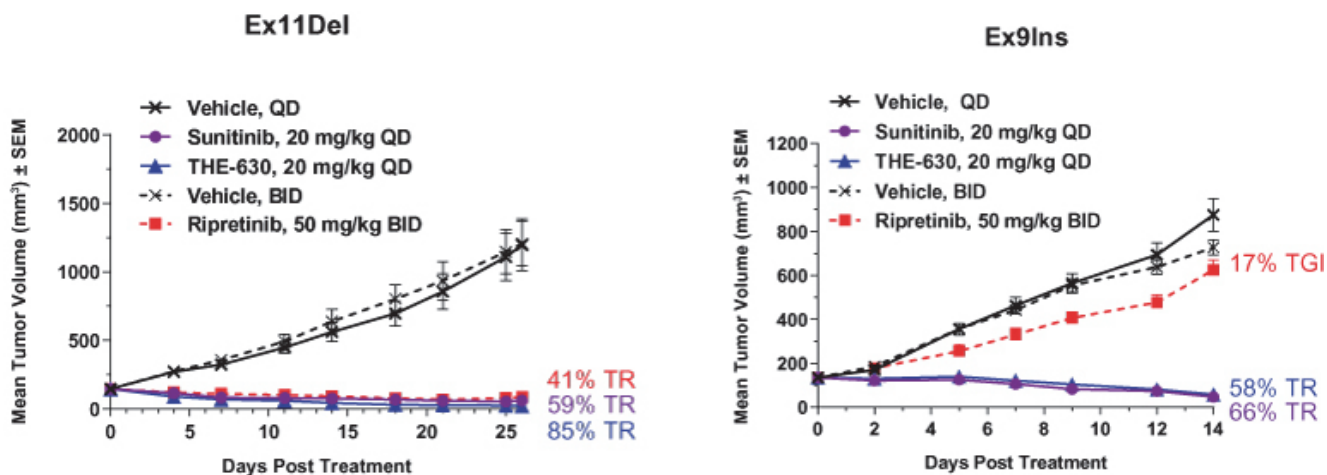 Ex11Del
Mean Tumor Volume (mm³) ± SEM
Vehicle, QD
Sunitinib, 20 mg/kg QD
THE-630, 20 mg/kg QD
Vehicle, BID
Ripretinib, 50 mg/kg BID
2000
1500
1000
500
0
0 5 10 15 20 25
Days Post Treatment
41% TR
59% TR
85% TR
Ex9Ins
Mean Tumor Volume (mm³) ± SEM
Vehicle, QD
Sunitinib, 20 mg/kg QD
THE-630, 20 mg/kg QD
Vehicle, BID
Ripretinib, 50 mg/kg BID
1200
1000
800
600
400
200
0
0 2 4 6 8 10 12 14
Days Post Treatment
17% TGI
58% TR
66% TR